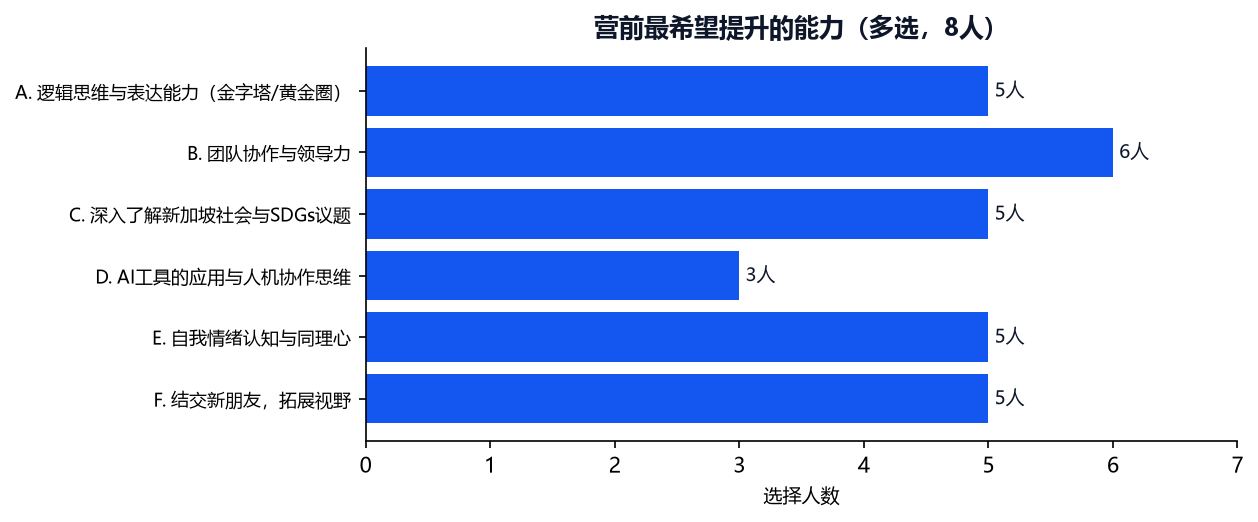 营前最希望提升的能力（多选，8人）
A. 逻辑思维与表达能力（金字塔/黄金圈）
5人
B. 团队协作与领导力
6人
C. 深入了解新加坡社会与SDGs议题
5人
D. AI工具的应用与人机协作思维
3人
E. 自我情绪认知与同理心
5人
F. 结交新朋友，拓展视野
5人
0 1 2 3 4 5 6 7
选择人数